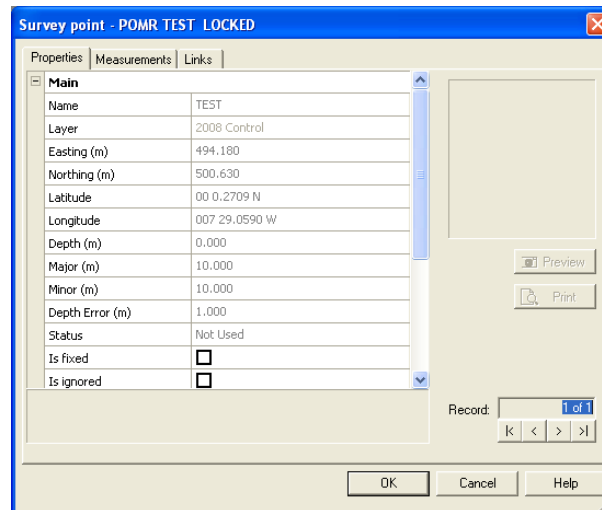 Survey point - POMR TEST LOCKED
Properties Measurements Links
Main
Name TEST
Layer 2008 Control
Easting (m) 494.180
Northing (m) 500.630
Latitude 00 0.2709 N
Longitude 007 29.0590 W
Depth (m) 0.000
Major (m) 10.000
Minor (m) 10.000
Depth Error (m) 1.000
Status Not Used
Is fixed
Is ignored
Preview
Print
Record: 1 of 1
OK Cancel Help